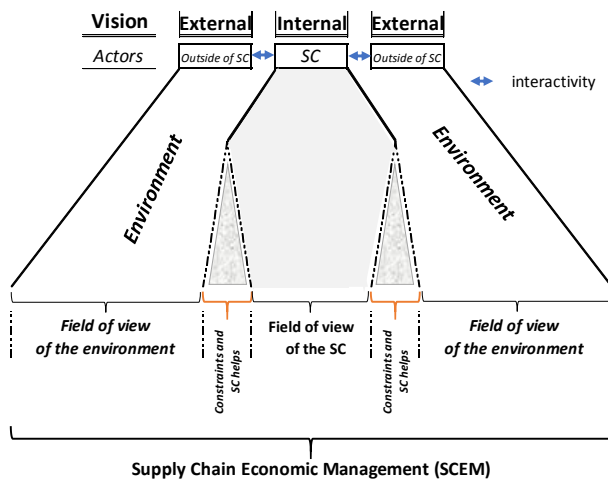 Vision External Internal External
Actors Outside of SC SC Outside of SC
interactivity
Environment
Environment
Field of view
of the environment
Constraints and
SC helps
Field of view
of the SC
Constraints and
SC helps
Field of view
of the environment
Supply Chain Economic Management (SCEM)